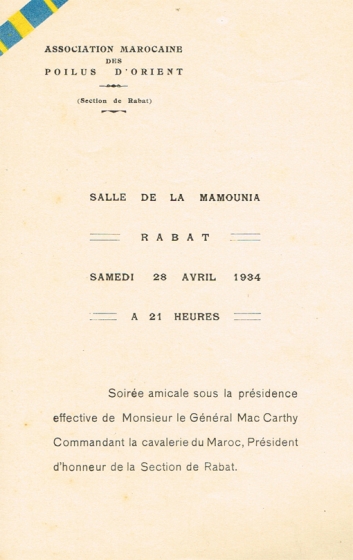 ASSOCIATION MAROCAINE
DES
POILUS D'ORIENT
(Section de Rabat)
SALLE DE LA MAMOUNIA
RABAT
SAMEDI 28 AVRIL 1934
A 21 HEURES
Soirée amicale sous la présidence
effective de Monsieur le Général Mac Carthy
Commandant la cavalerie du Maroc, Président
d'honneur de la Section de Rabat.